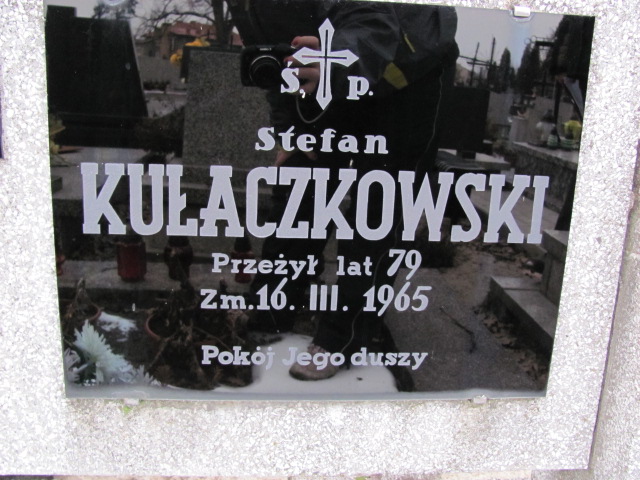 Ś. p.
Stefan
KUŁACZKOWSKI
Przeżył lat 79
Zm. 16. III. 1965
Pokój Jego duszy